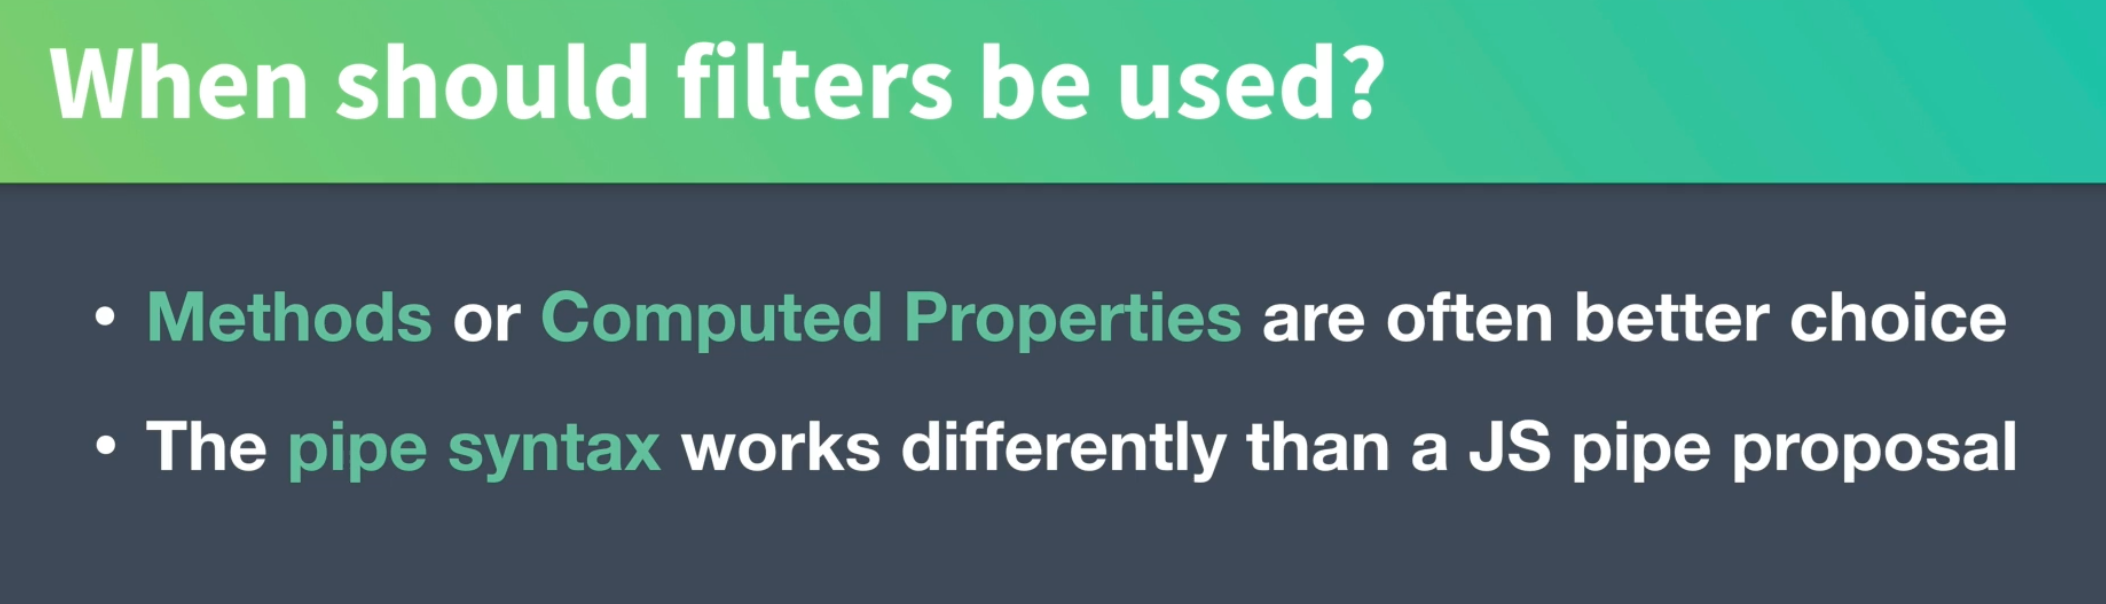 When should filters be used?
• Methods or Computed Properties are often better choice
• The pipe syntax works differently than a JS pipe proposal